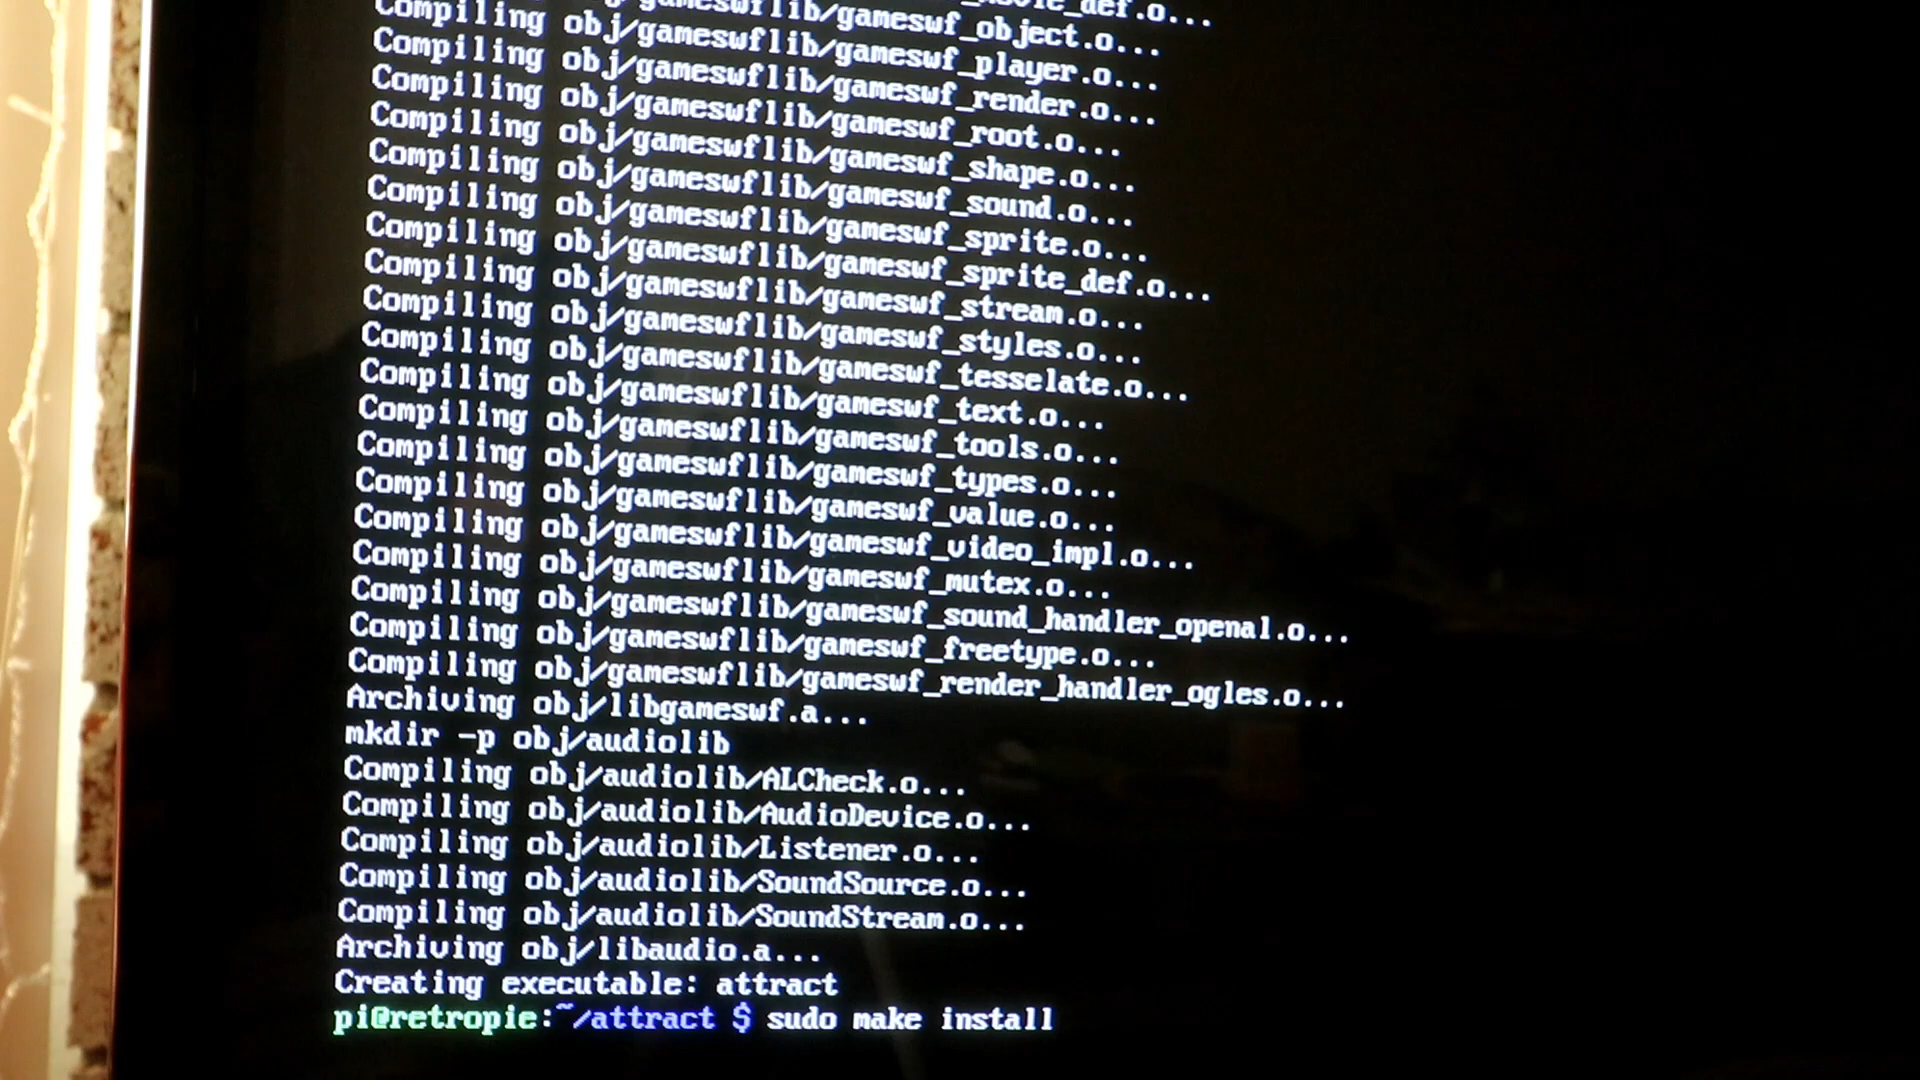 Compiling obj/gameswflib/gameswf_object.o...
Compiling obj/gameswflib/gameswf_player.o...
Compiling obj/gameswflib/gameswf_render.o...
Compiling obj/gameswflib/gameswf_root.o...
Compiling obj/gameswflib/gameswf_shape.o...
Compiling obj/gameswflib/gameswf_sound.o...
Compiling obj/gameswflib/gameswf_sprite.o...
Compiling obj/gameswflib/gameswf_sprite_def.o...
Compiling obj/gameswflib/gameswf_stream.o...
Compiling obj/gameswflib/gameswf_styles.o...
Compiling obj/gameswflib/gameswf_tesselate.o...
Compiling obj/gameswflib/gameswf_text.o...
Compiling obj/gameswflib/gameswf_tools.o...
Compiling obj/gameswflib/gameswf_types.o...
Compiling obj/gameswflib/gameswf_value.o...
Compiling obj/gameswflib/gameswf_video_impl.o...
Compiling obj/gameswflib/gameswf_mutex.o...
Compiling obj/gameswflib/gameswf_sound_handler_openal.o...
Compiling obj/gameswflib/gameswf_freetype.o...
Compiling obj/gameswflib/gameswf_render_handler_ogles.o...
Archiving obj/libgameswf.a...
mkdir -p obj/audiolib
Compiling obj/audiolib/ALCheck.o...
Compiling obj/audiolib/AudioDevice.o...
Compiling obj/audiolib/Listener.o...
Compiling obj/audiolib/SoundSource.o...
Compiling obj/audiolib/SoundStream.o...
Archiving obj/libaudio.a...
Creating executable: attract
pi@retropie:~/attract $ sudo make install